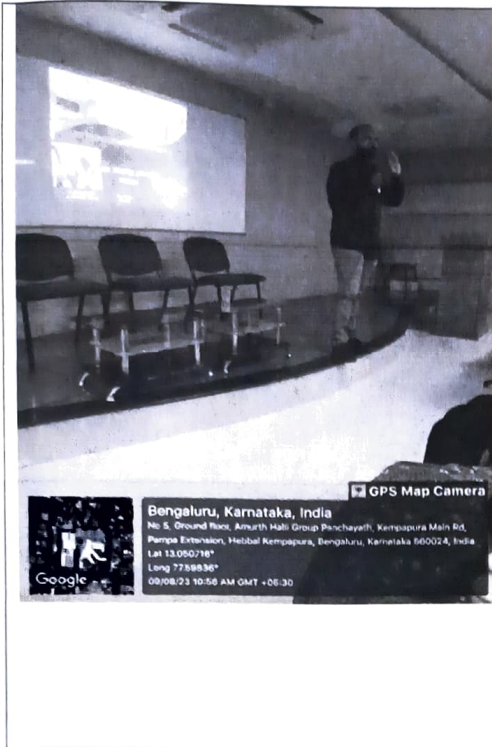 GPS Map Camera
Bengaluru, Karnataka, India
No 5, Ground floor, Amurth Halli Group Panchayath, Kempapura Main Rd,
Pampa Extension, Hebbal Kempapura, Bengaluru, Karnataka 560024, India
Lat 13.050716°
Long 77.59836°
09/08/23 10:56 AM GMT +05:30
Google